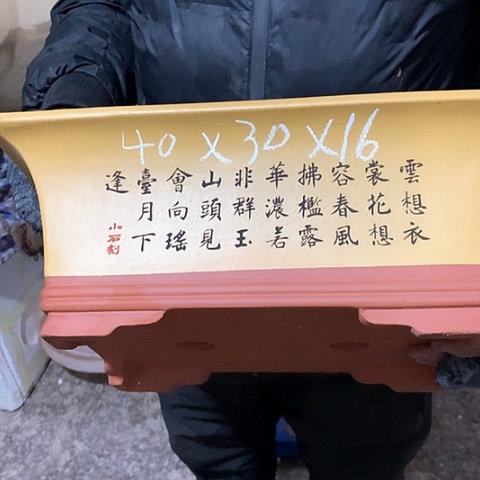 40×30×16
雲想衣
裳花想
容春風
拂檻露
華濃若
非群玉
山頭見
會向瑤
臺月下
逢
小石刻